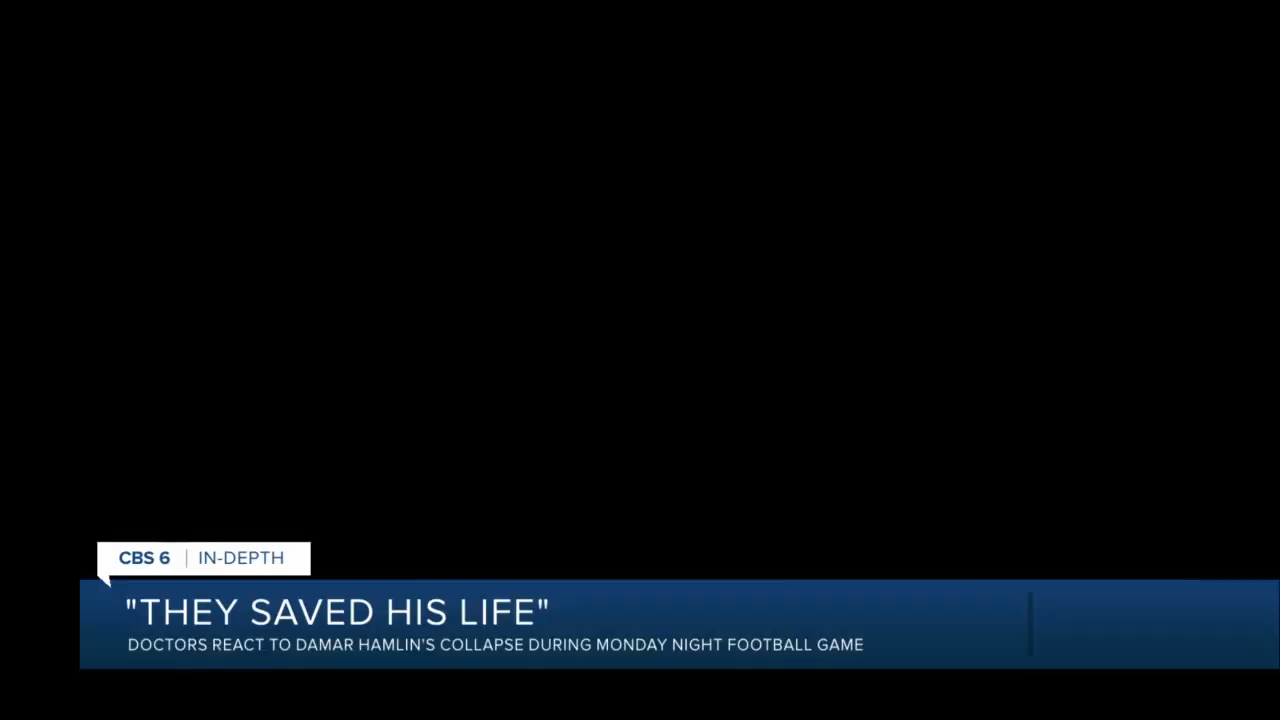 CBS 6 | IN-DEPTH
"THEY SAVED HIS LIFE"
DOCTORS REACT TO DAMAR HAMLIN'S COLLAPSE DURING MONDAY NIGHT FOOTBALL GAME